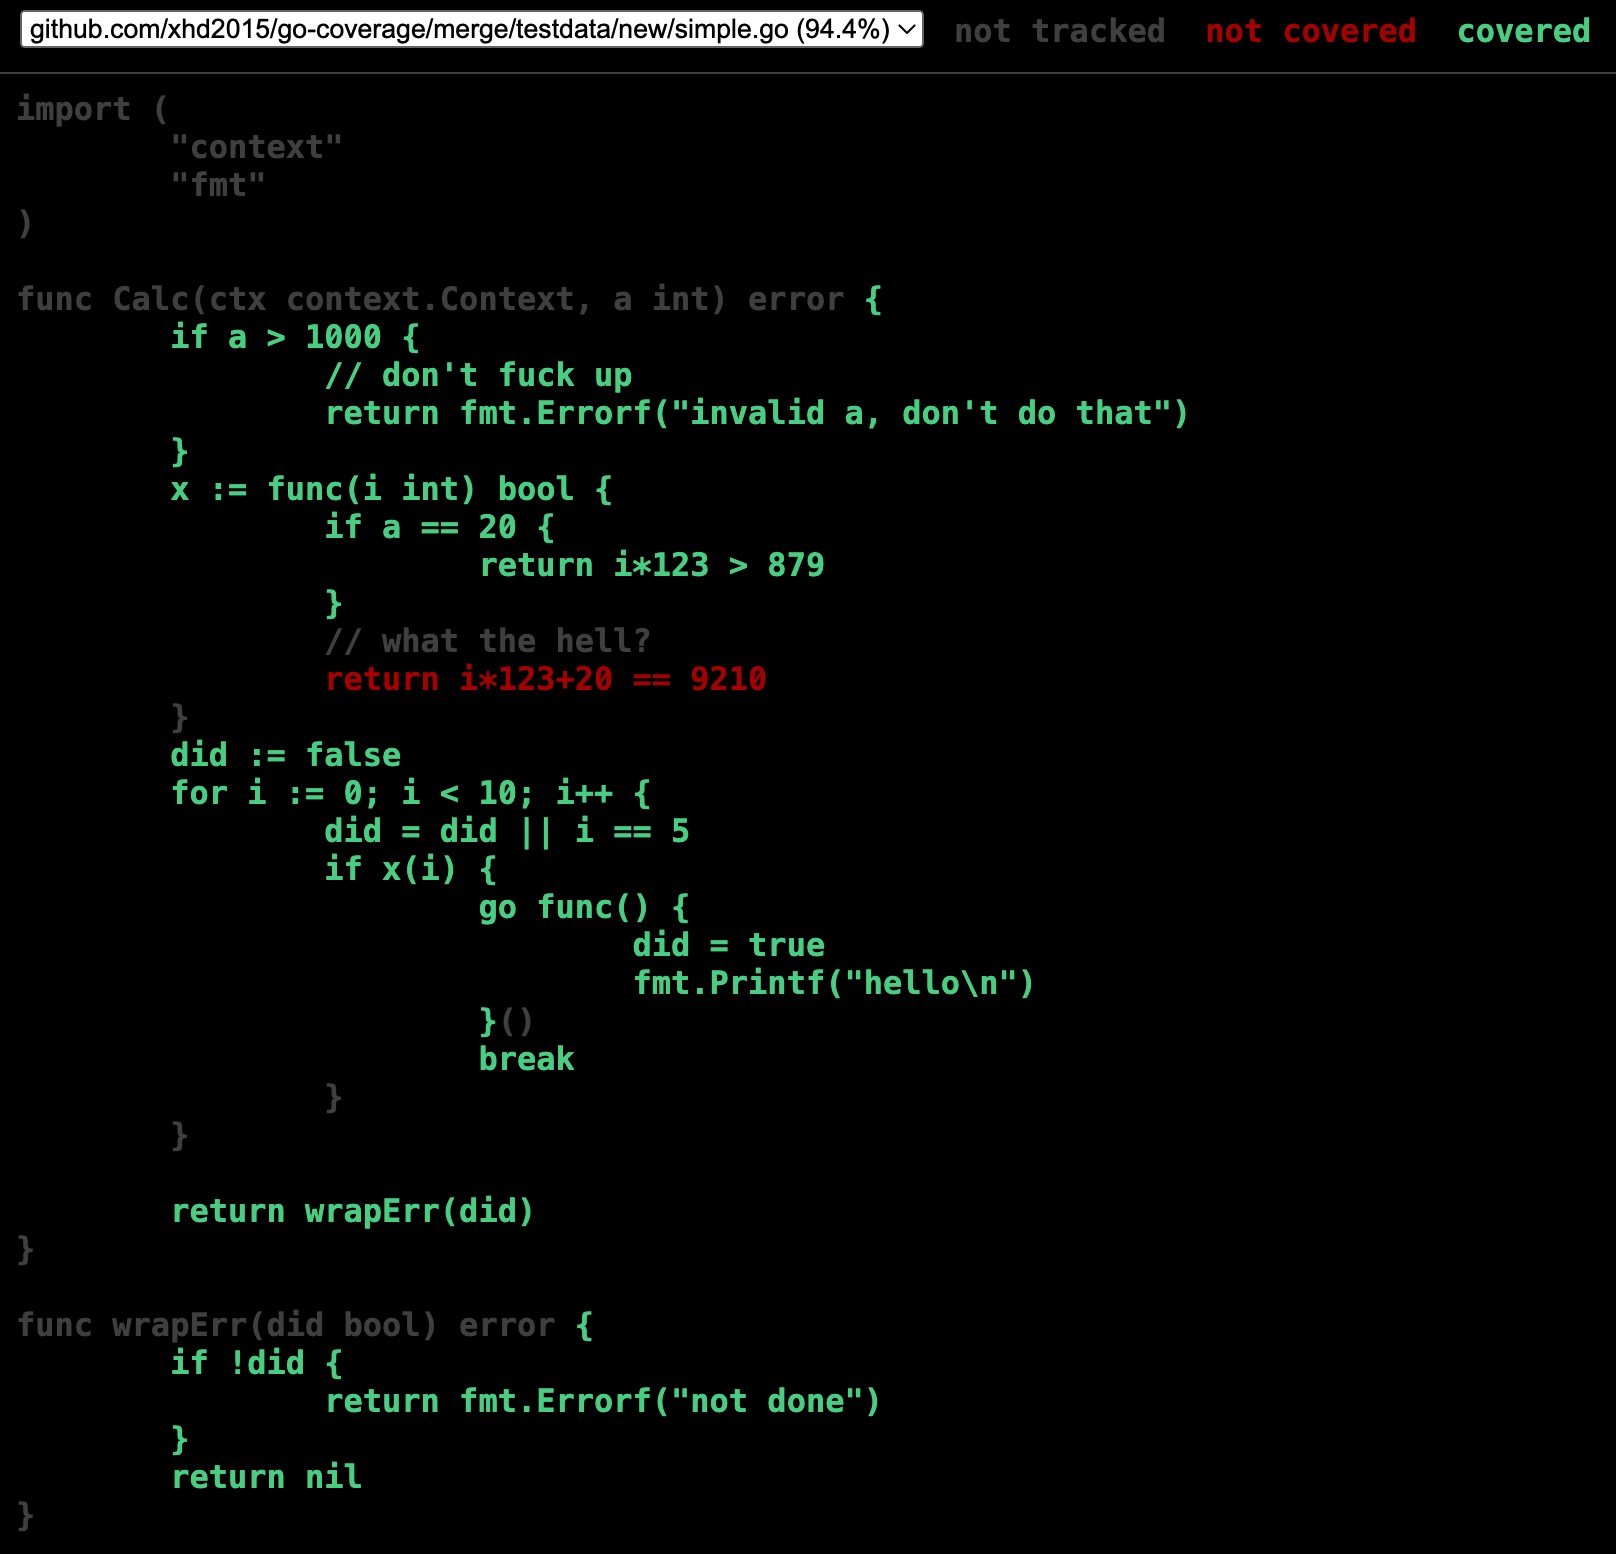 github.com/xhd2015/go-coverage/merge/testdata/new/simple.go (94.4%) not tracked not covered covered
import (
        "context"
        "fmt"
)

func Calc(ctx context.Context, a int) error {
        if a > 1000 {
                // don't fuck up
                return fmt.Errorf("invalid a, don't do that")
        }
        x := func(i int) bool {
                if a == 20 {
                        return i*123 > 879
                }
                // what the hell?
                return i*123+20 == 9210
        }
        did := false
        for i := 0; i < 10; i++ {
                did = did || i == 5
                if x(i) {
                        go func() {
                                did = true
                                fmt.Printf("hello\n")
                        }()
                        break
                }
        }

        return wrapErr(did)
}

func wrapErr(did bool) error {
        if !did {
                return fmt.Errorf("not done")
        }
        return nil
}